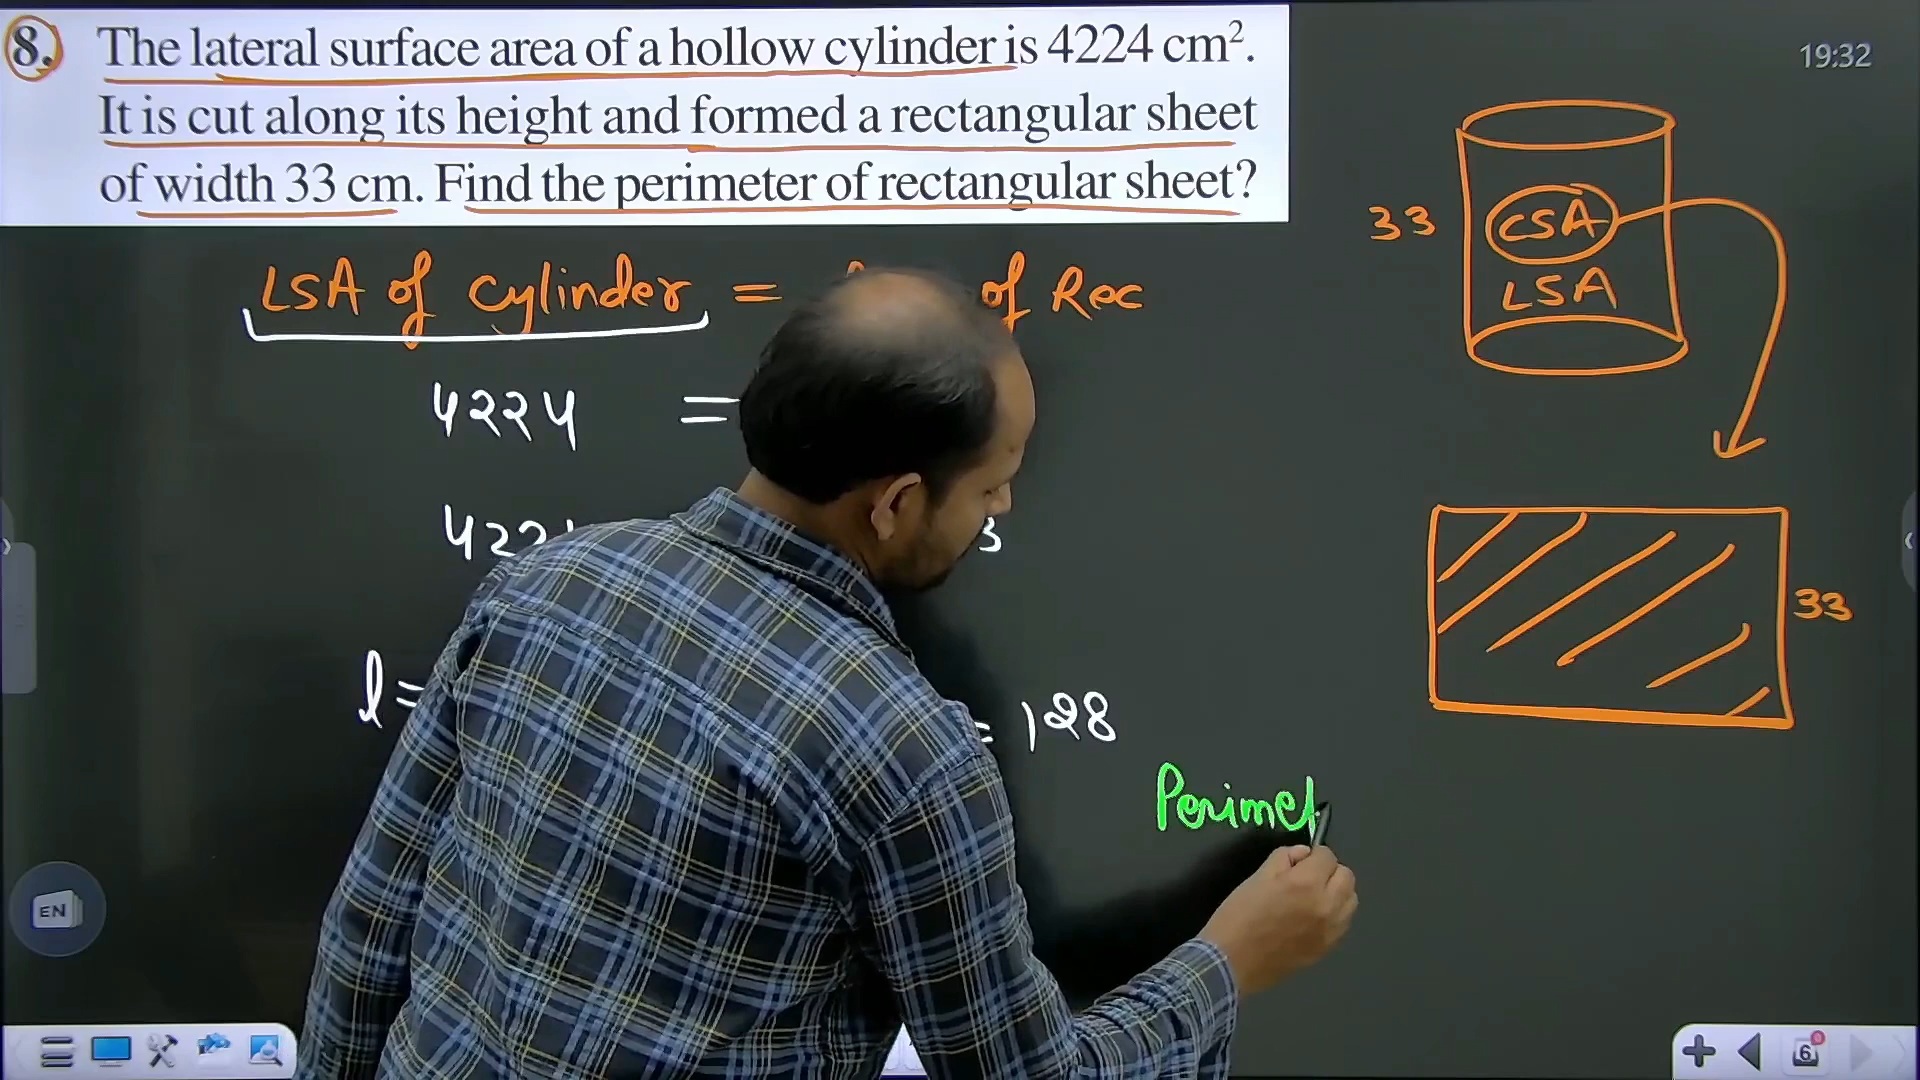 8. The lateral surface area of a hollow cylinder is 4224 cm².
It is cut along its height and formed a rectangular sheet
of width 33 cm. Find the perimeter of rectangular sheet?
19:32
33
CSA
LSA
LSA of Cylinder = of Rec
4224 =
422 3
33
l= = 128
Perimet
EN
6